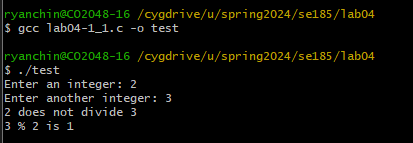 ryanchin@CO2048-16 /cygdrive/u/spring2024/se185/lab04
$ gcc lab04-1_1.c -o test
ryanchin@CO2048-16 /cygdrive/u/spring2024/se185/lab04
$ ./test
Enter an integer: 2
Enter another integer: 3
2 does not divide 3
3 % 2 is 1